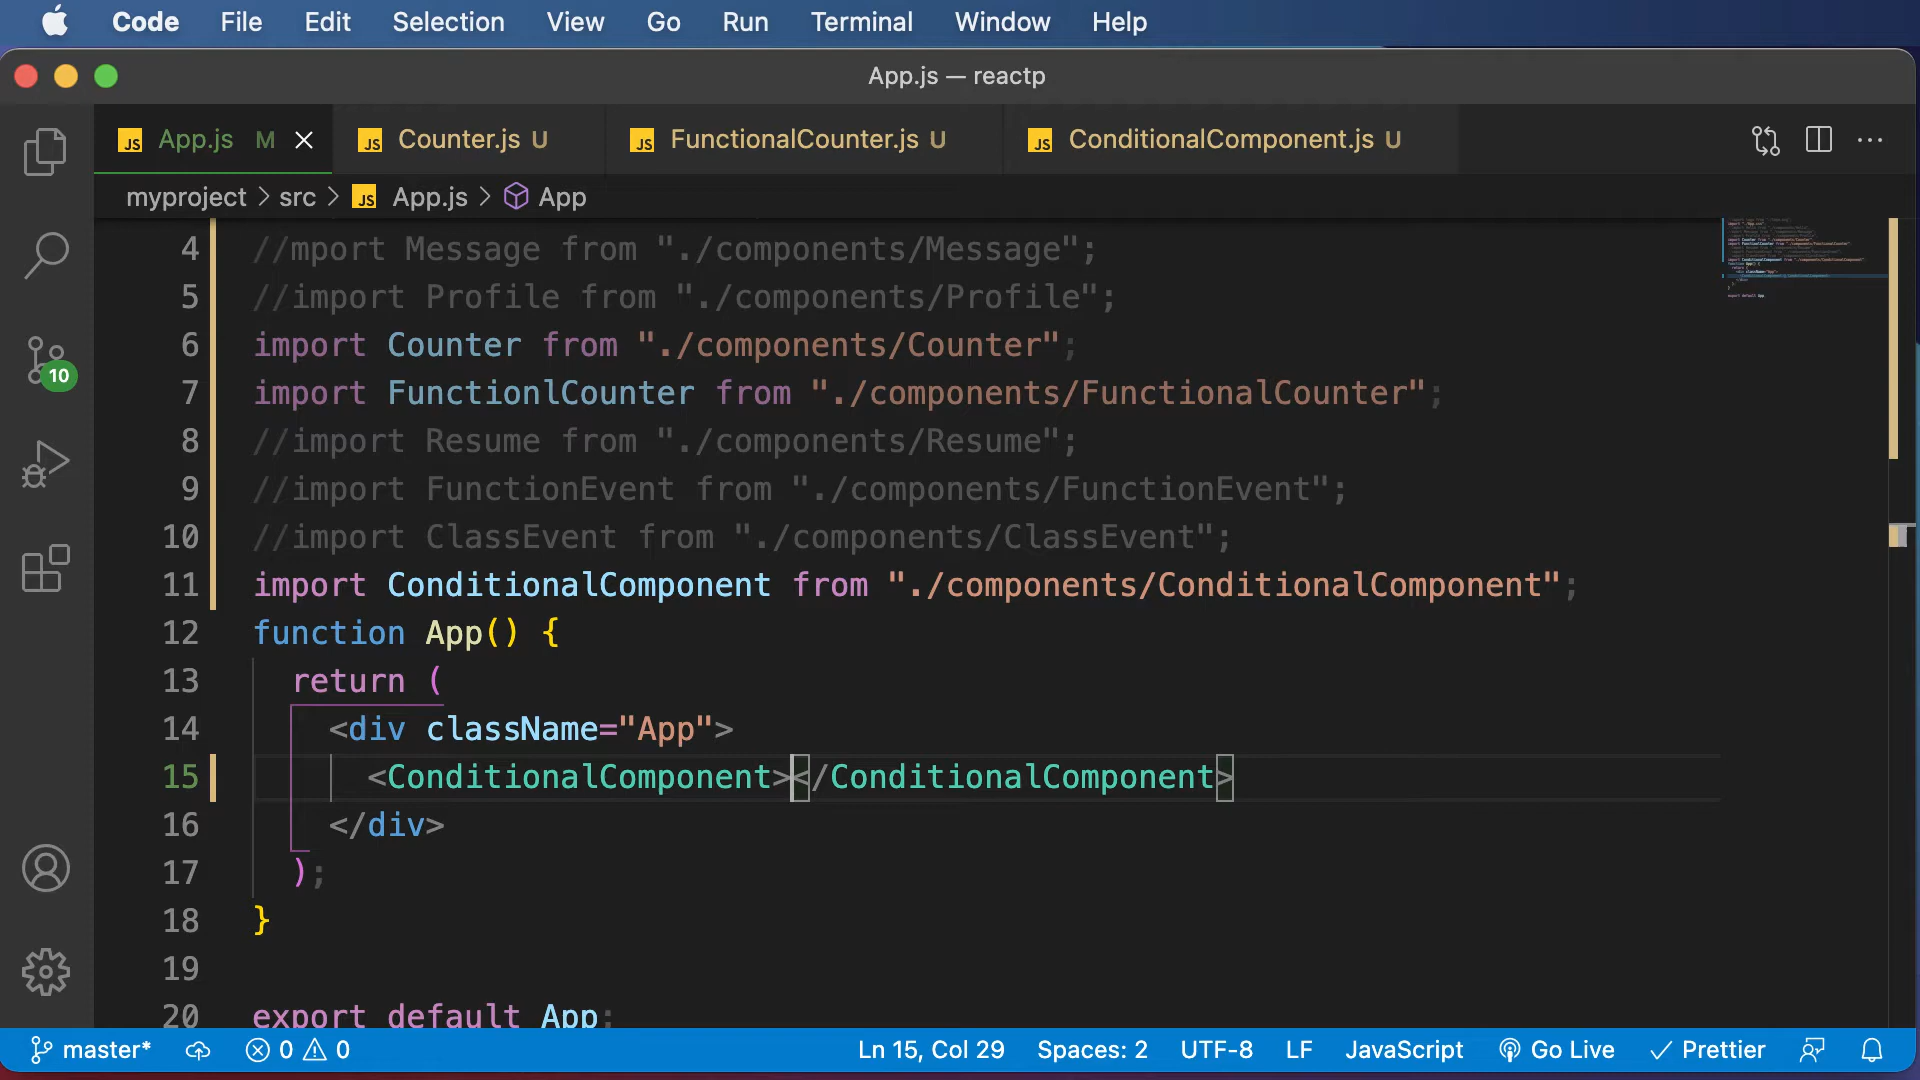 Code File Edit Selection View Go Run Terminal Window Help
App.js — reactp
JS App.js M JS Counter.js U JS FunctionalCounter.js U JS ConditionalComponent.js U
myproject > src > JS App.js > App
4 //mport Message from "./components/Message";
5 //import Profile from "./components/Profile";
6 import Counter from "./components/Counter";
7 import FunctionlCounter from "./components/FunctionalCounter";
8 //import Resume from "./components/Resume";
9 //import FunctionEvent from "./components/FunctionEvent";
10 //import ClassEvent from "./components/ClassEvent";
11 import ConditionalComponent from "./components/ConditionalComponent";
12 function App() {
13 return (
14 <div className="App">
15 <ConditionalComponent></ConditionalComponent>
16 </div>
17 );
18 }
19
20 export default App;
10
master* 0 0 Ln 15, Col 29 Spaces: 2 UTF-8 LF JavaScript Go Live Prettier